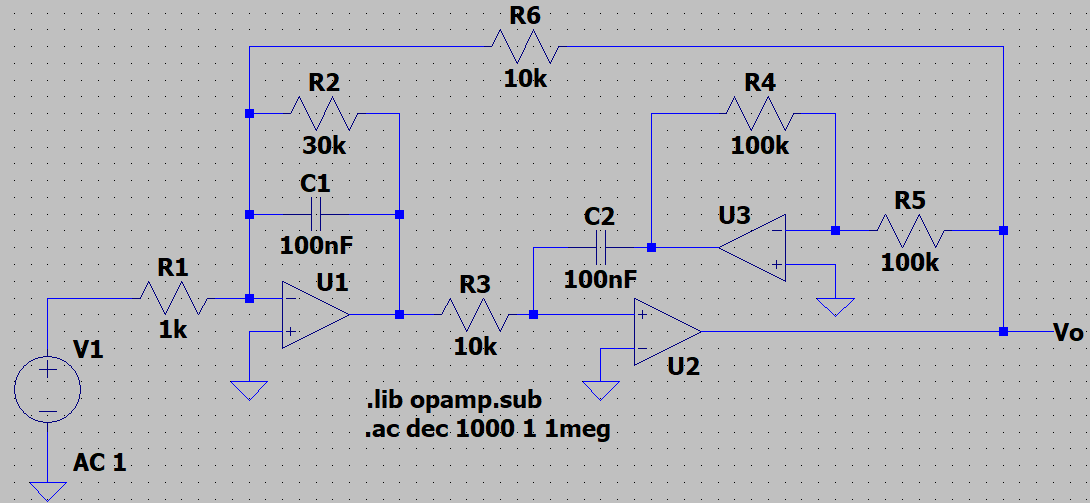 R6
10k
R2
30k
R4
100k
C1
100nF
R5
100k
C2
100nF
U3
R1
1k
U1
R3
10k
V1
U2
Vo
.lib opamp.sub
.ac dec 1000 1 1meg
AC 1